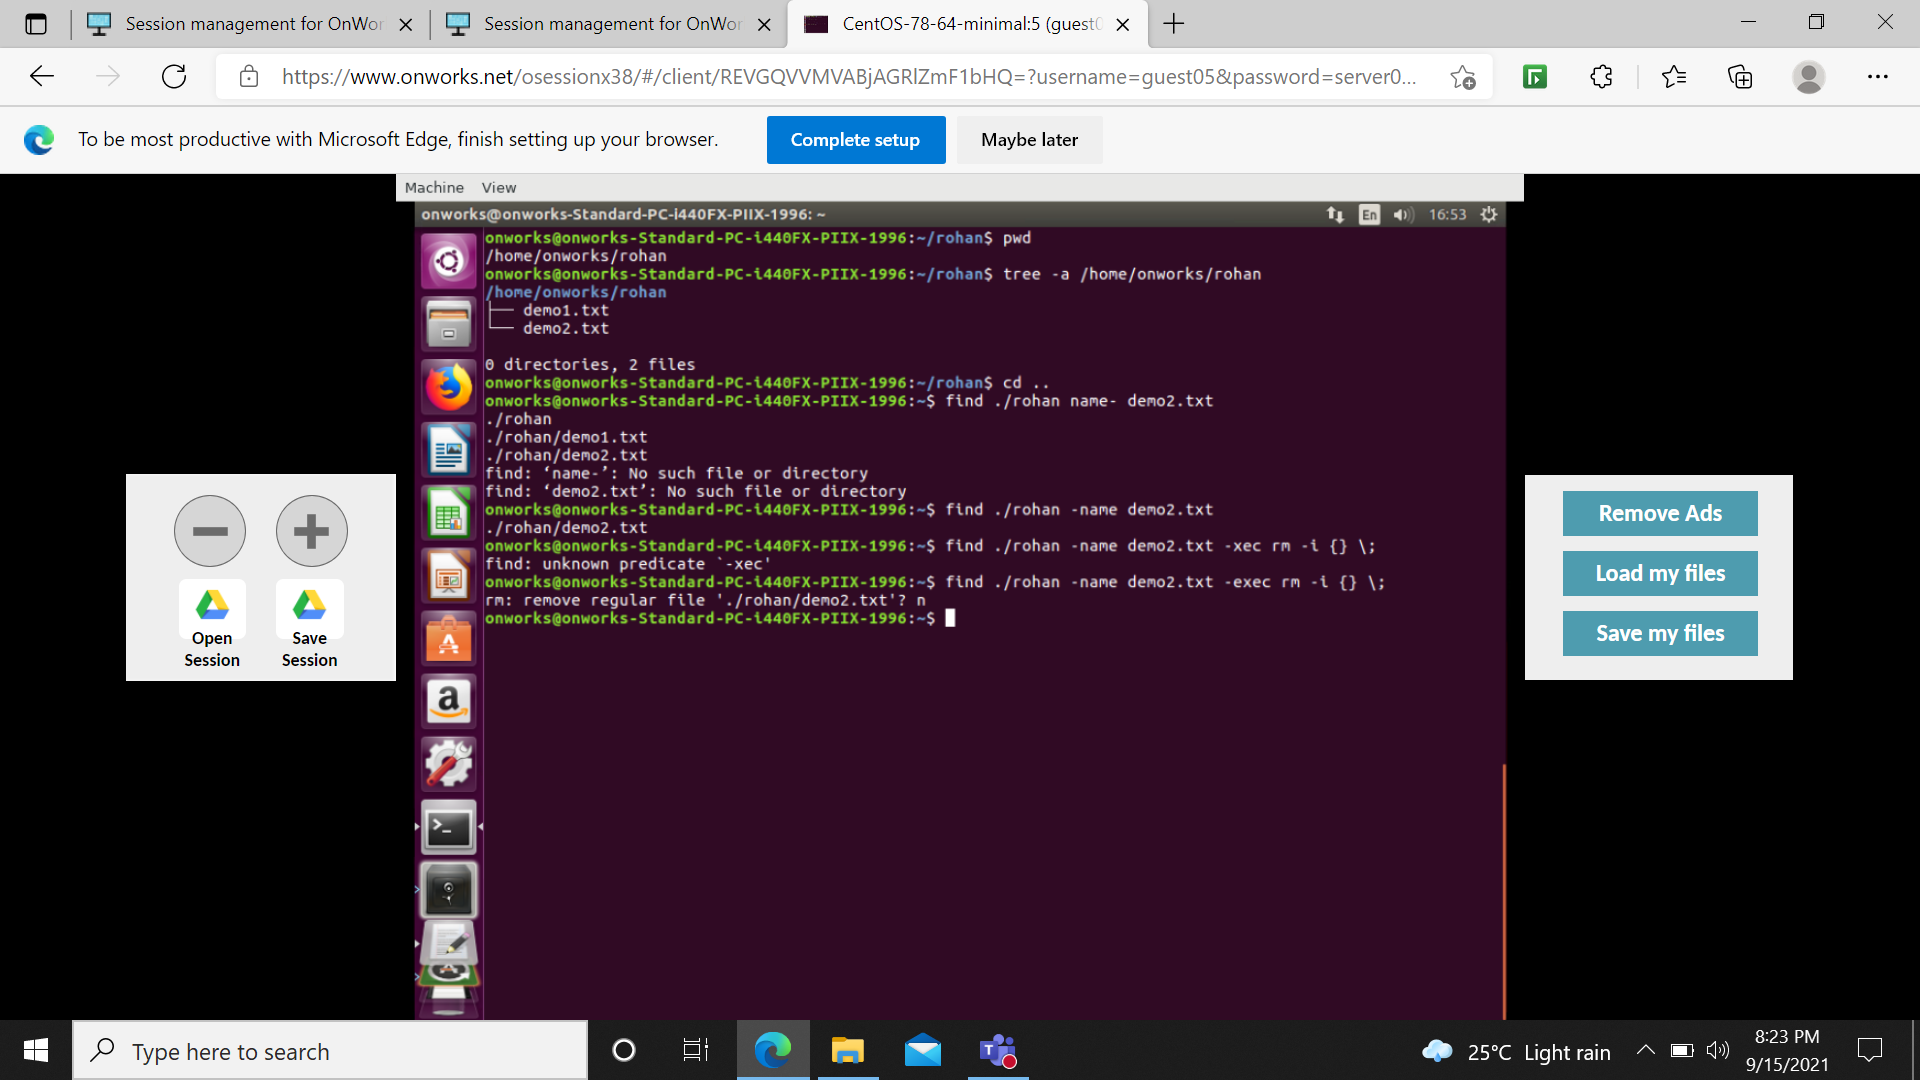 Session management for OnWor
Session management for OnWor
CentOS-78-64-minimal:5 (guest0
https://www.onworks.net/osessionx38/#/client/REVGQVVMVABjAGRlZmF1bHQ=?username=guest05&password=server0...
To be most productive with Microsoft Edge, finish setting up your browser.
Complete setup
Maybe later
Machine View
onworks@onworks-Standard-PC-i440FX-PIIX-1996: ~
En
16:53
onworks@onworks-Standard-PC-i440FX-PIIX-1996:~/rohan$ pwd
/home/onworks/rohan
onworks@onworks-Standard-PC-i440FX-PIIX-1996:~/rohan$ tree -a /home/onworks/rohan
/home/onworks/rohan
├── demo1.txt
└── demo2.txt
0 directories, 2 files
onworks@onworks-Standard-PC-i440FX-PIIX-1996:~/rohan$ cd ..
onworks@onworks-Standard-PC-i440FX-PIIX-1996:~$ find ./rohan name- demo2.txt
./rohan
./rohan/demo1.txt
./rohan/demo2.txt
find: ‘name-’: No such file or directory
find: ‘demo2.txt’: No such file or directory
onworks@onworks-Standard-PC-i440FX-PIIX-1996:~$ find ./rohan -name demo2.txt
./rohan/demo2.txt
onworks@onworks-Standard-PC-i440FX-PIIX-1996:~$ find ./rohan -name demo2.txt -xec rm -i {} \;
find: unknown predicate `-xec'
onworks@onworks-Standard-PC-i440FX-PIIX-1996:~$ find ./rohan -name demo2.txt -exec rm -i {} \;
rm: remove regular file './rohan/demo2.txt'? n
onworks@onworks-Standard-PC-i440FX-PIIX-1996:~$
Open
Session
Save
Session
Remove Ads
Load my files
Save my files
Type here to search
25°C Light rain
8:23 PM
9/15/2021